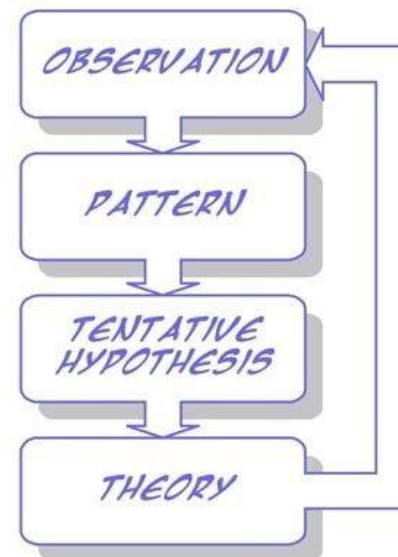 OBSERVATION
PATTERN
TENTATIVE
HYPOTHESIS
THEORY